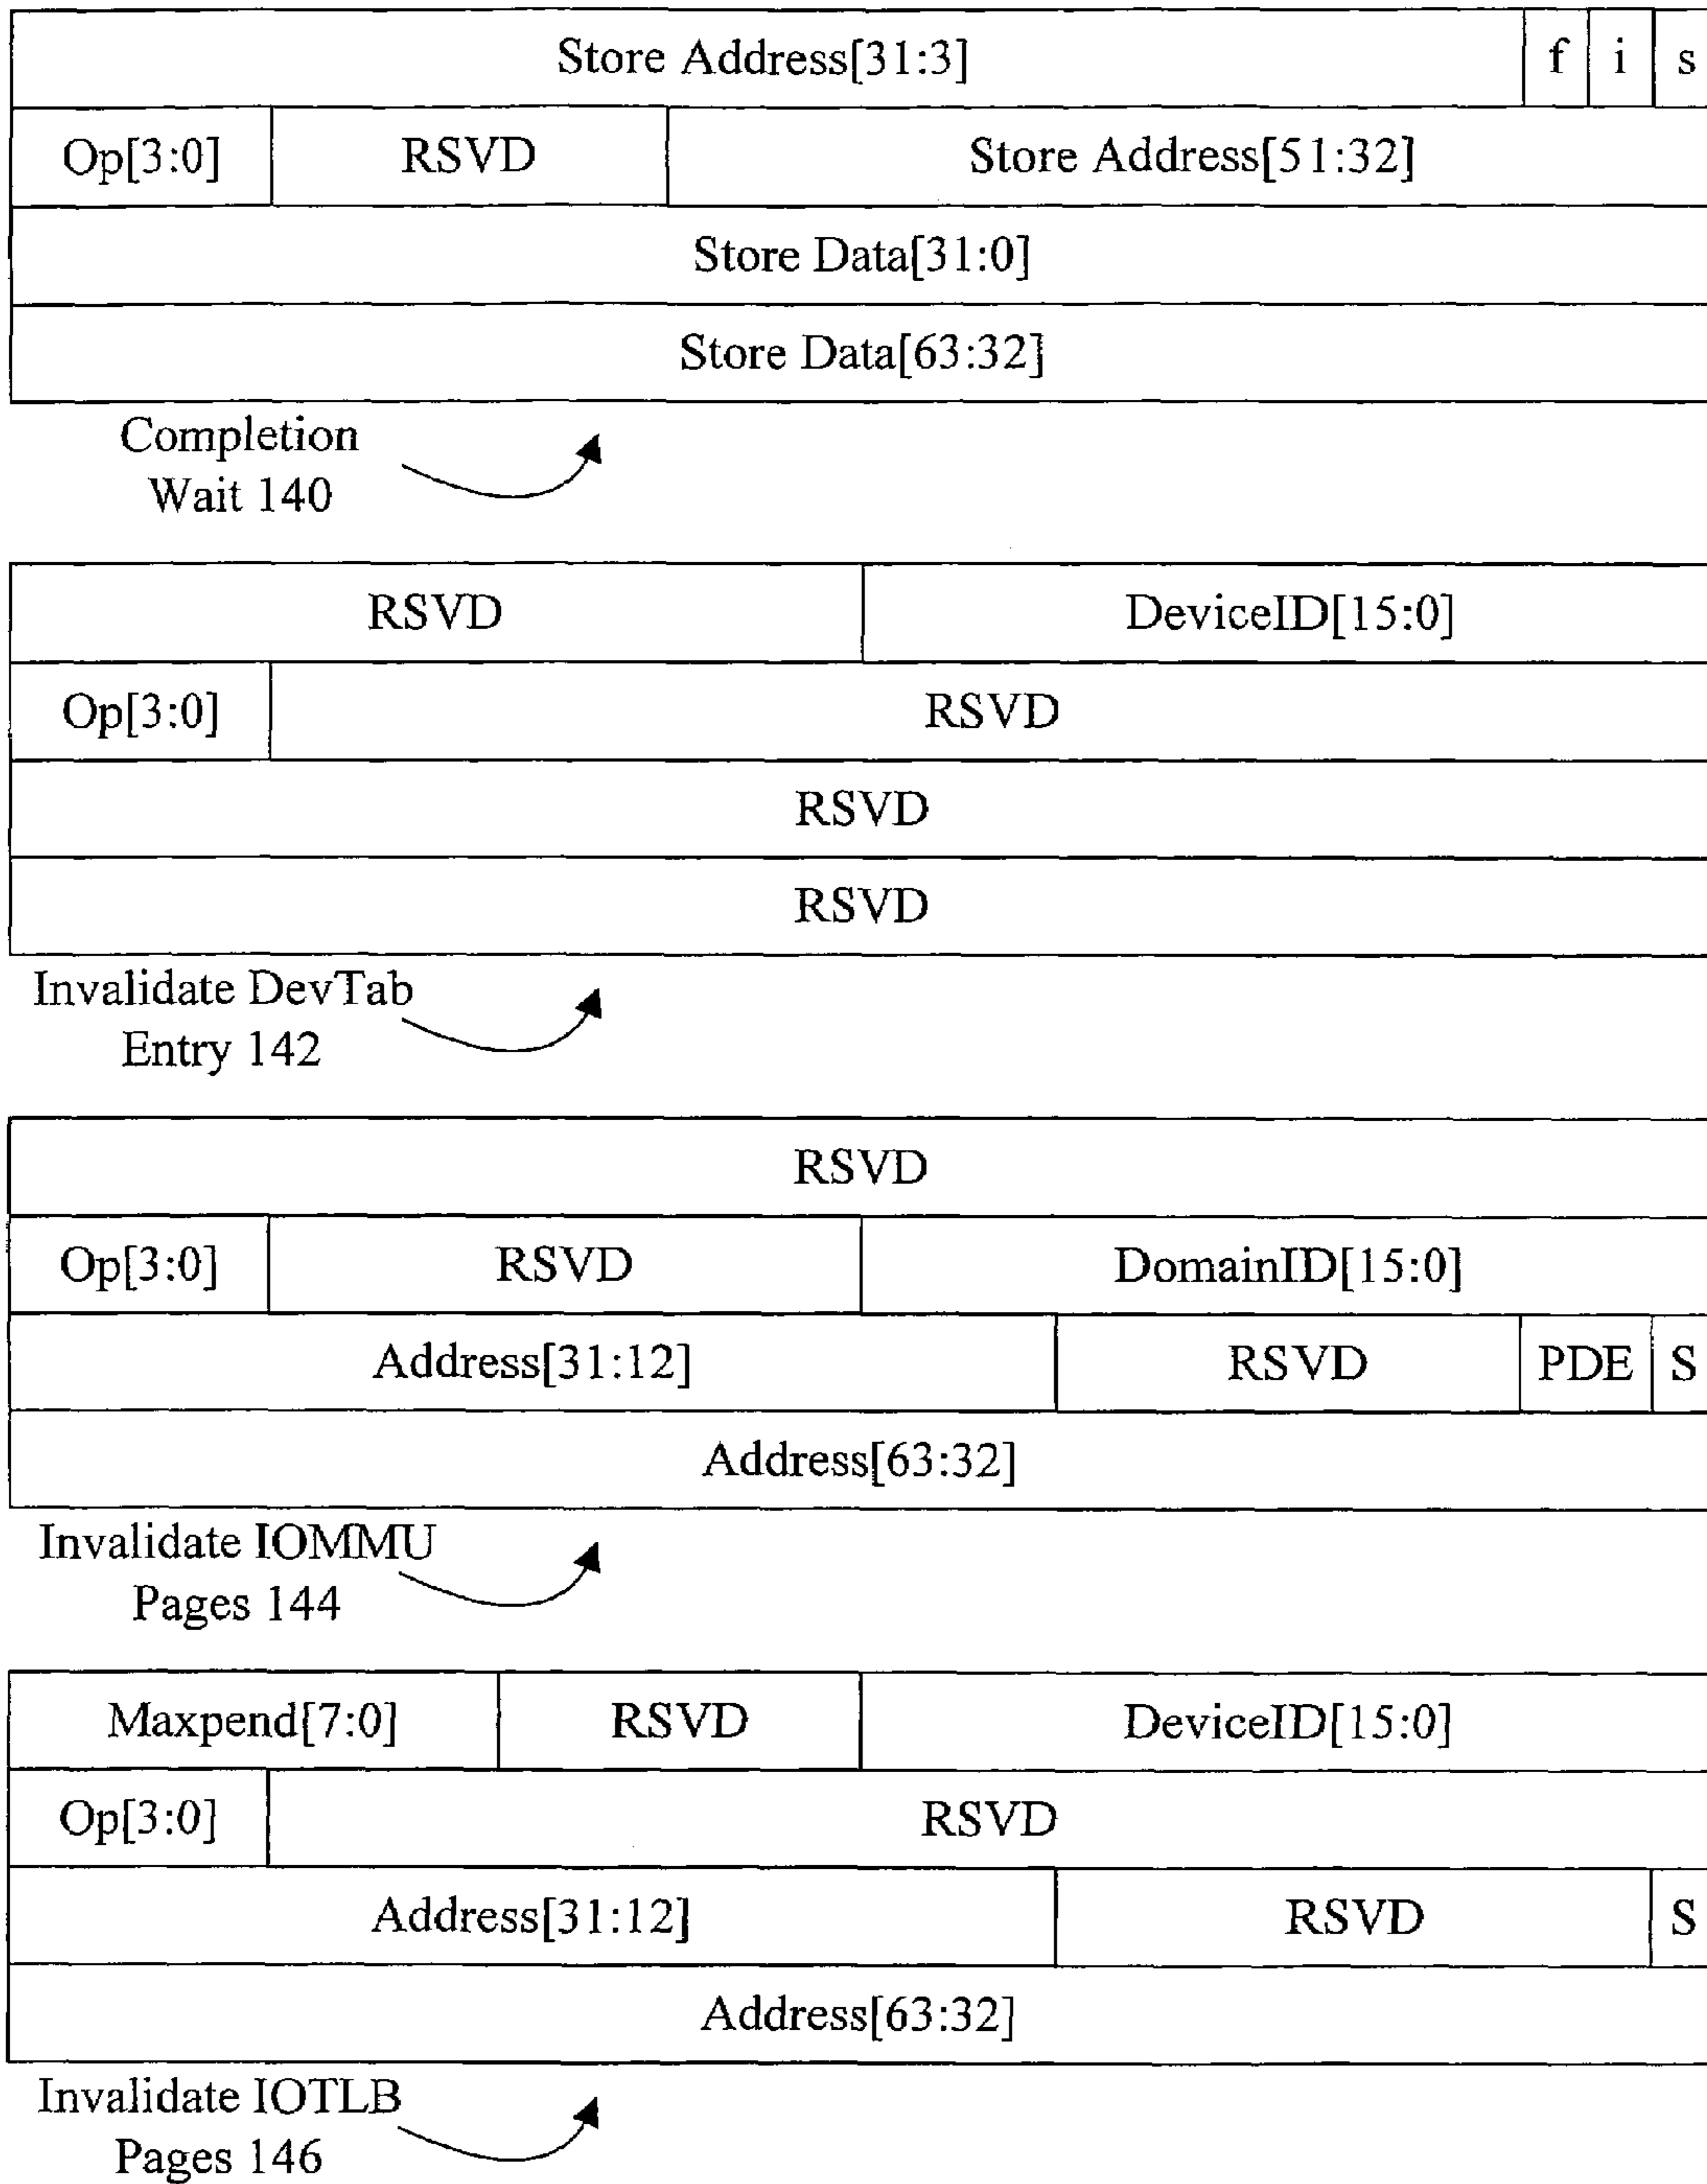 Store Address[31:3] f i s
Op[3:0] RSVD Store Address[51:32]
Store Data[31:0]
Store Data[63:32]
Completion
Wait 140
RSVD DeviceID[15:0]
Op[3:0] RSVD
RSVD
RSVD
Invalidate DevTab
Entry 142
RSVD
Op[3:0] RSVD DomainID[15:0]
Address[31:12] RSVD PDE S
Address[63:32]
Invalidate IOMMU
Pages 144
Maxpend[7:0] RSVD DeviceID[15:0]
Op[3:0] RSVD
Address[31:12] RSVD S
Address[63:32]
Invalidate IOTLB
Pages 146